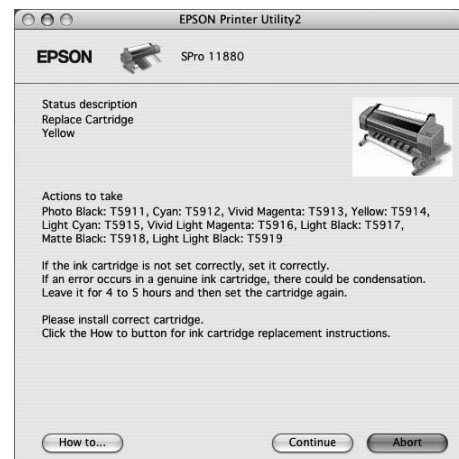 EPSON Printer Utility2
EPSON SPro 11880
Status description
Replace Cartridge
Yellow
Actions to take
Photo Black: T5911, Cyan: T5912, Vivid Magenta: T5913, Yellow: T5914,
Light Cyan: T5915, Vivid Light Magenta: T5916, Light Black: T5917,
Matte Black: T5918, Light Light Black: T5919
If the ink cartridge is not set correctly, set it correctly.
If an error occurs in a genuine ink cartridge, there could be condensation.
Leave it for 4 to 5 hours and then set the cartridge again.
Please install correct cartridge.
Click the How to button for ink cartridge replacement instructions.
How to... Continue Abort